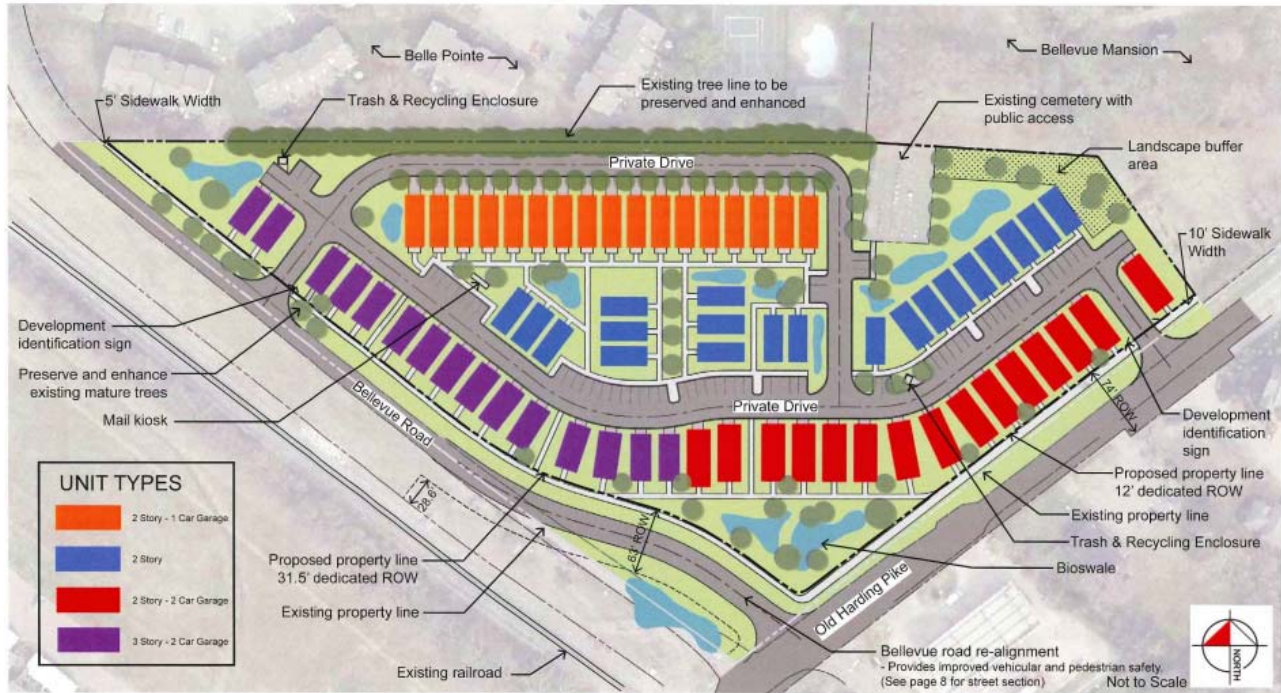 Belle Pointe
Bellevue Mansion
5' Sidewalk Width
Trash & Recycling Enclosure
Existing tree line to be
preserved and enhanced
Existing cemetery with
public access
Landscape buffer
area
Private Drive
10' Sidewalk
Width
Development
identification sign
Preserve and enhance
existing mature trees
Mail kiosk
Bellevue Road
Private Drive
74' ROW
Development
identification
sign
UNIT TYPES
2 Story - 1 Car Garage
2 Story
2 Story - 2 Car Garage
3 Story - 2 Car Garage
28.6'
63' ROW
Proposed property line
31.5' dedicated ROW
Existing property line
Existing railroad
Proposed property line
12' dedicated ROW
Existing property line
Trash & Recycling Enclosure
Bioswale
Old Harding Pike
Bellevue road re-alignment
- Provides improved vehicular and pedestrian safety.
(See page 8 for street section)
Not to Scale
NORTH